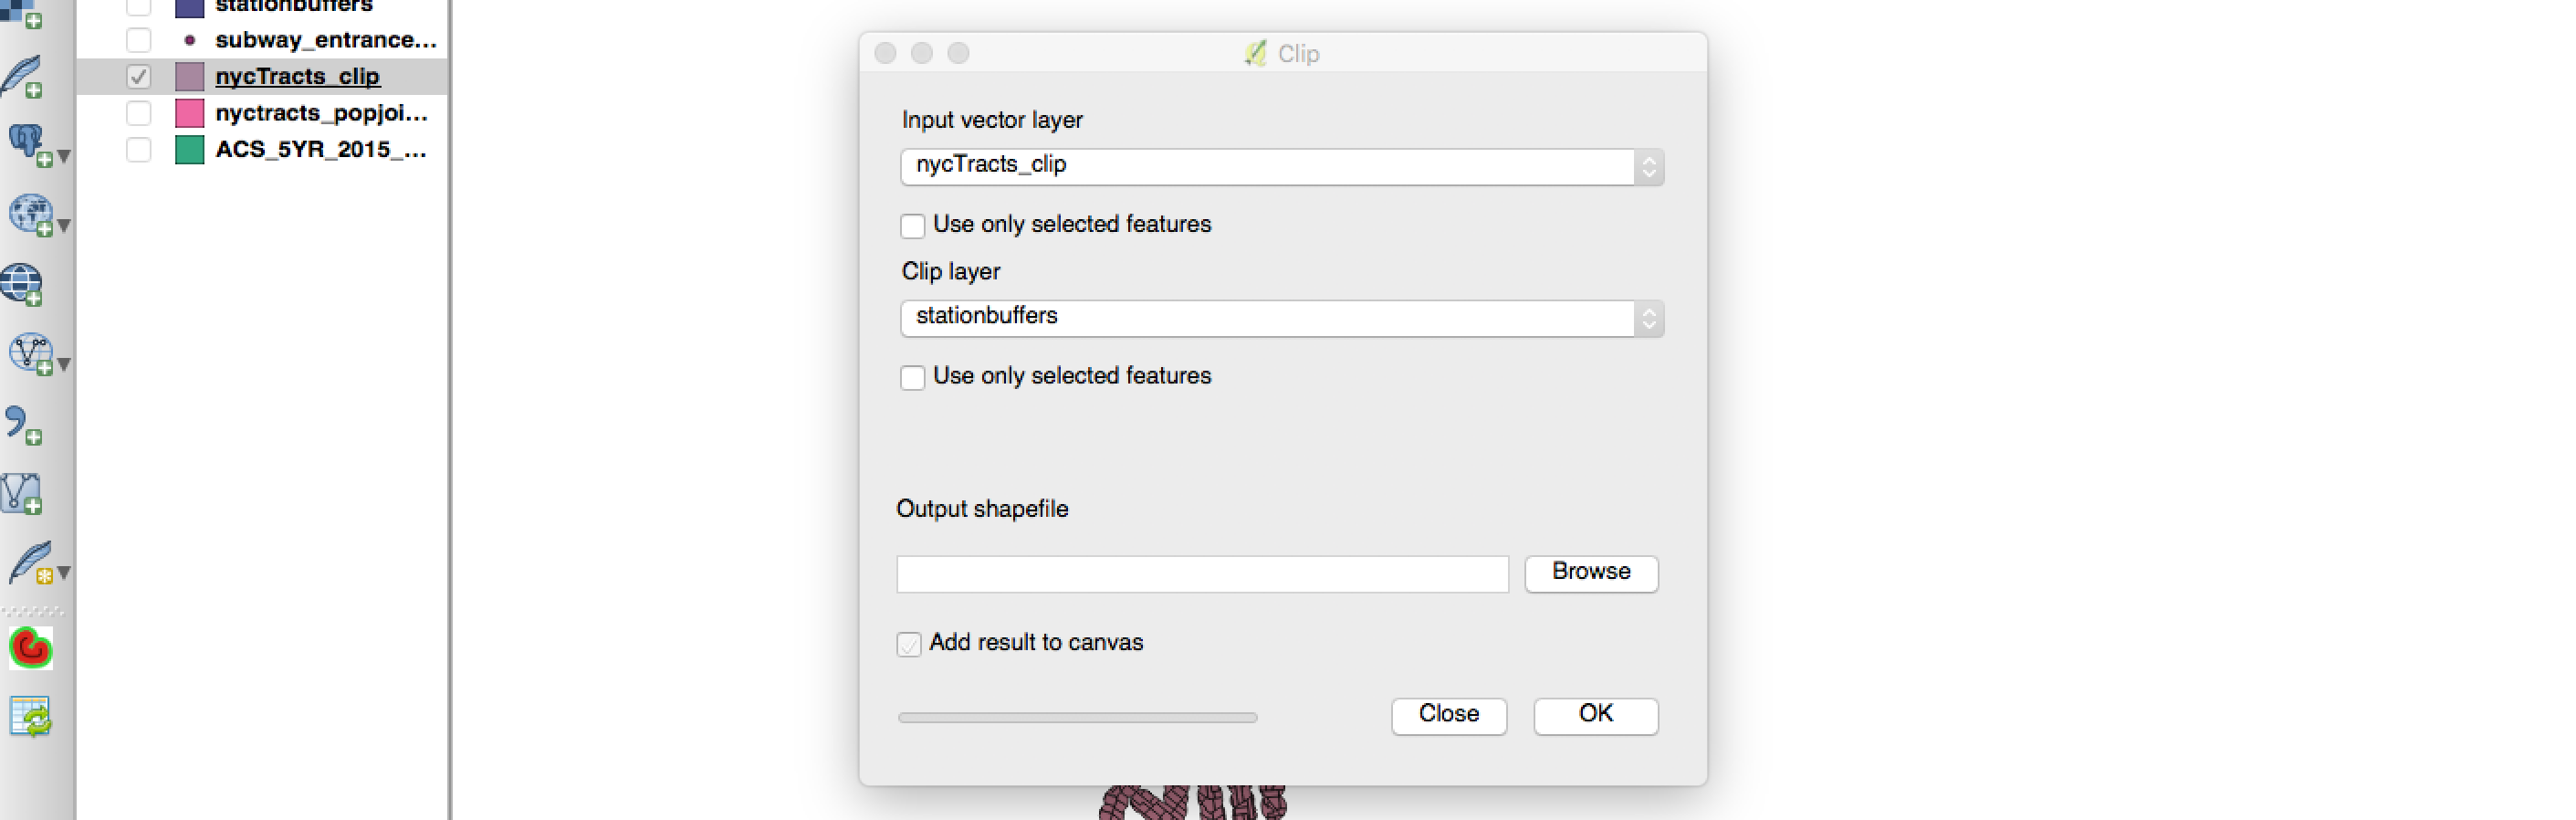 stationbuffers
subway_entrance...
nycTracts_clip
nyctracts_popjoi...
ACS_5YR_2015_...
Clip
Input vector layer
nycTracts_clip
Use only selected features
Clip layer
stationbuffers
Use only selected features
Output shapefile
Browse
Add result to canvas
Close
OK